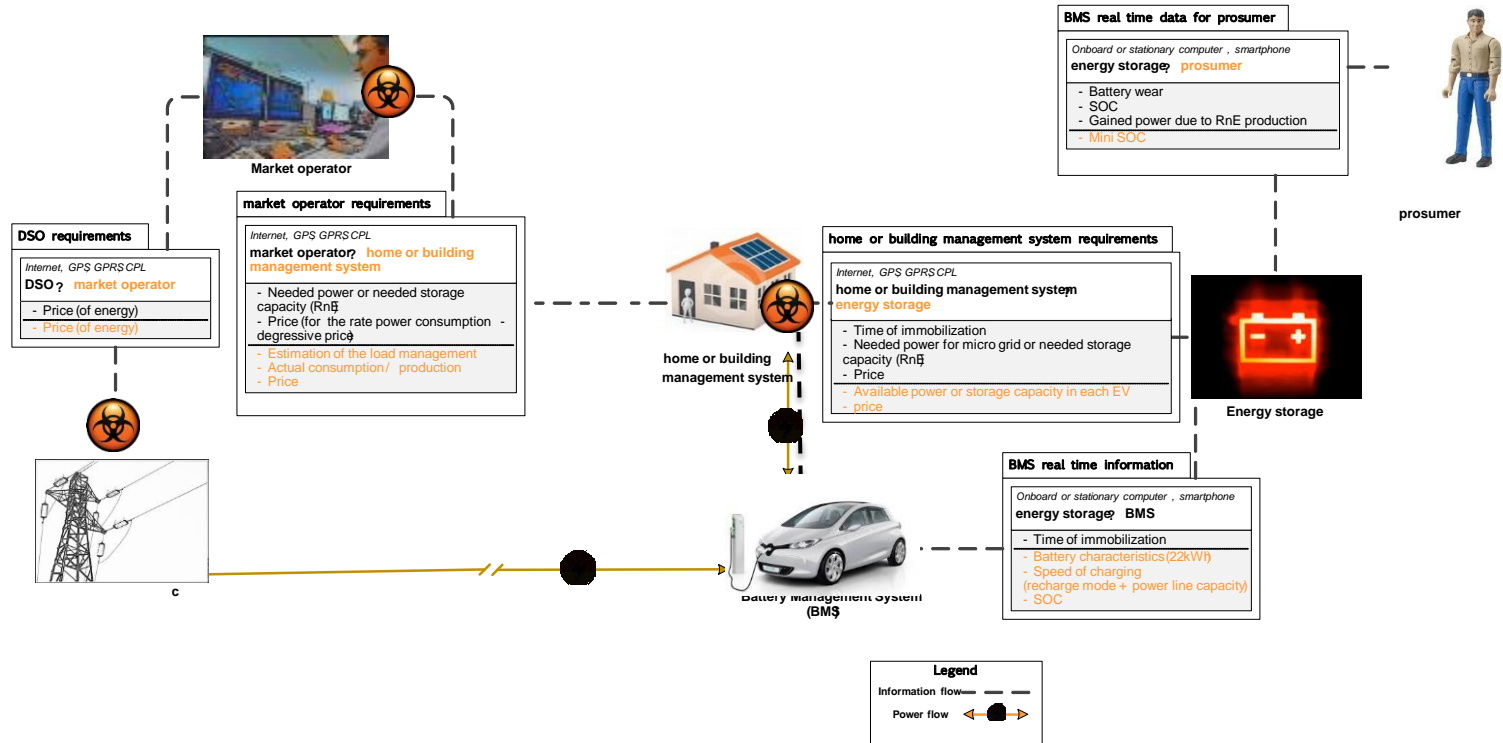 BMS real time data for prosumer
Onboard or stationary computer , smartphone
energy storage? prosumer
- Battery wear
- SOC
- Gained power due to RnE production
- Mini SOC
prosumer
Market operator
market operator requirements
Internet, GPS, GPRS, CPL
market operator? home or building
management system
- Needed power or needed storage
capacity (RnE)
- Price (for the rate power consumption -
degressive price)
- Estimation of the load management
- Actual consumption / production
- Price
DSO requirements
Internet, GPS, GPRS, CPL
DSO ? market operator
- Price (of energy)
- Price (of energy)
c
home or building
management system
home or building management system requirements
Internet, GPS, GPRS, CPL
home or building management system?
energy storage
- Time of immobilization
- Needed power for micro grid or needed storage
capacity (RnE)
- Price
- Available power or storage capacity in each EV
- price
Energy storage
BMS real time information
Onboard or stationary computer , smartphone
energy storage? BMS
- Time of immobilization
- Battery characteristics (22kWh)
- Speed of charging
(recharge mode + power line capacity)
- SOC
Battery Management System
(BMS)
Legend
Information flow
Power flow